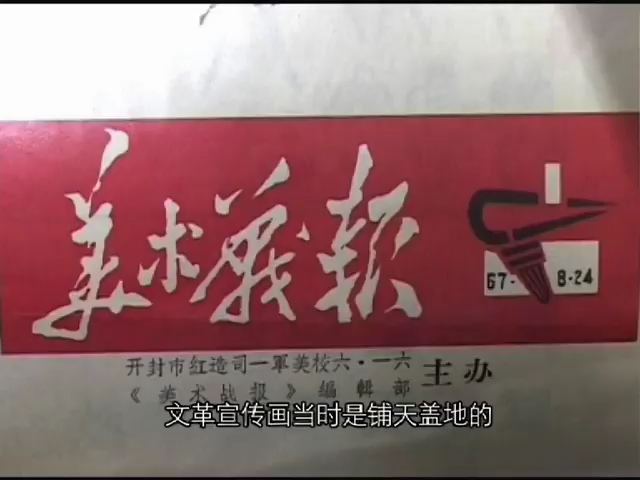 美术战報
67- 8-24
开封市红造司一軍美校六·一六
《美术战报》编輯部 主办
文革宣传画当时是铺天盖地的